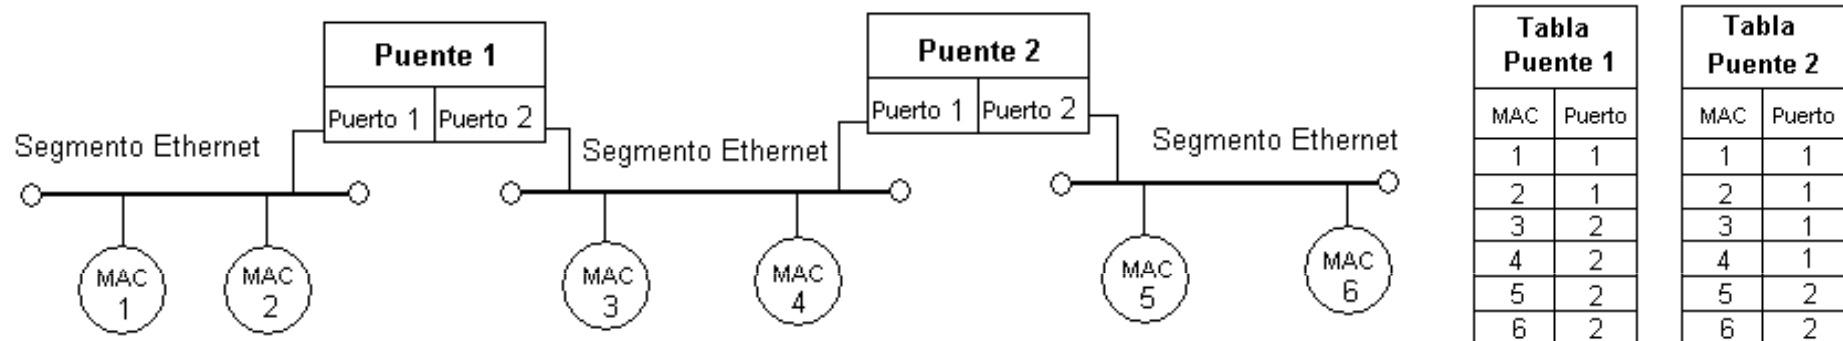 Puente 1
Puerto 1 Puerto 2
Puente 2
Puerto 1 Puerto 2
Segmento Ethernet
Segmento Ethernet
Segmento Ethernet
MAC
1
MAC
2
MAC
3
MAC
4
MAC
5
MAC
6
Tabla
Puente 1
MAC Puerto
1 1
2 1
3 2
4 2
5 2
6 2
Tabla
Puente 2
MAC Puerto
1 1
2 1
3 1
4 1
5 2
6 2